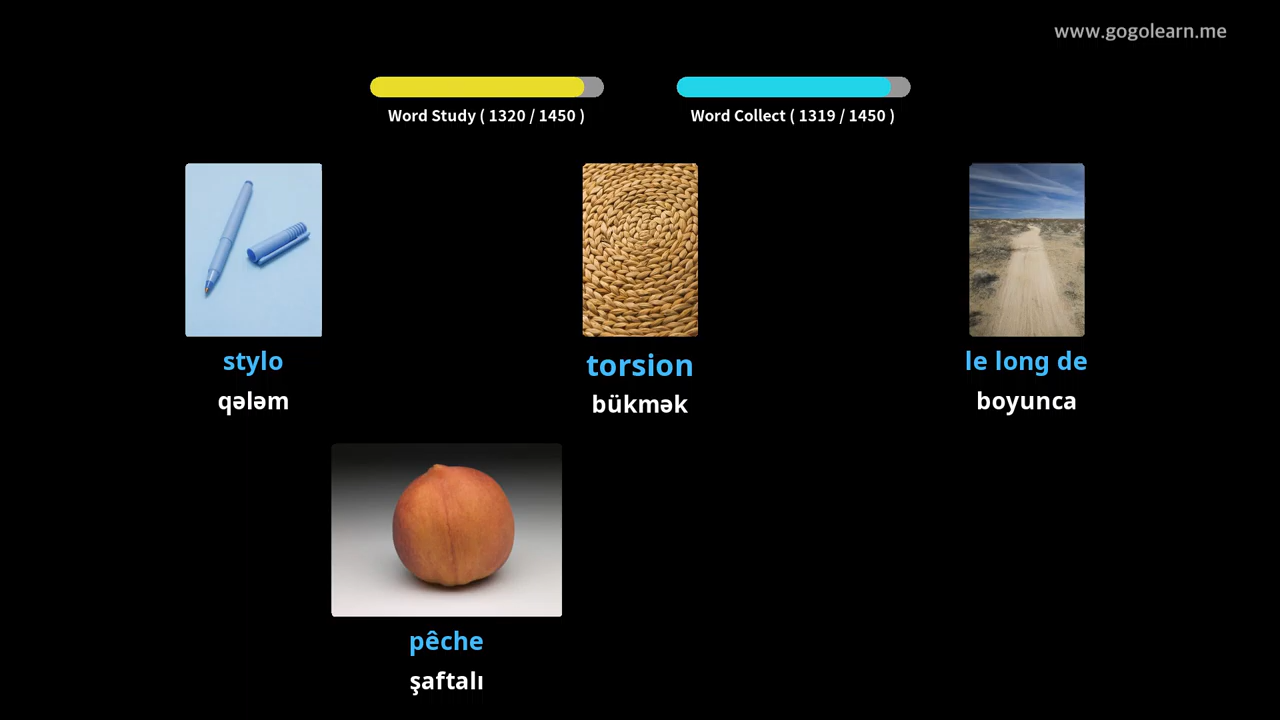 www.gogolearn.me
Word Study ( 1320 / 1450 )
Word Collect ( 1319 / 1450 )
stylo
qələm
torsion
bükmək
le long de
boyunca
pêche
şaftalı